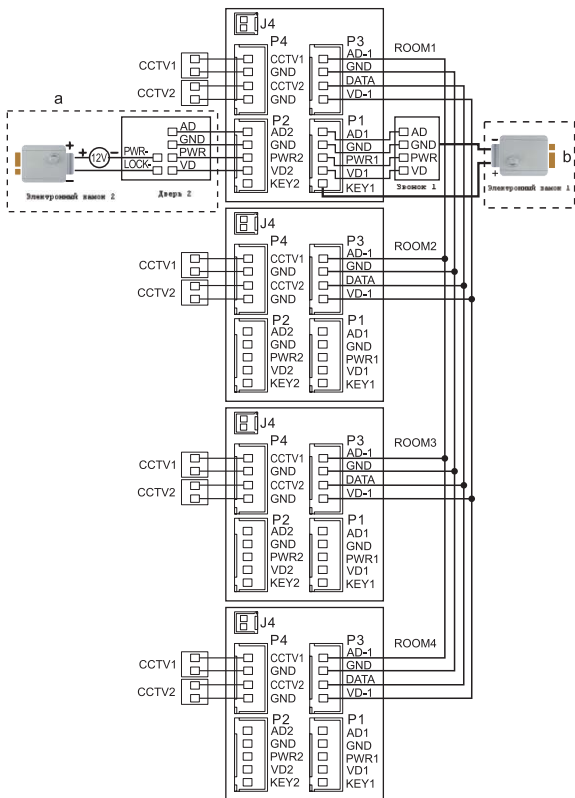 J4
P4 P3
AD-1 ROOM1
CCTV1 CCTV1 GND
GND DATA
CCTV2 CCTV2 VD-1
GND
a
P2 P1
AD AD2 AD1 AD
GND GND GND GND
+ 12V - PWR- PWR PWR2 PWR1 PWR
LOCK- VD VD2 VD1 VD
KEY2 KEY1
+
-
Электронный замок 2 Дверь 2
Звонок 1
-
+
b
Электронный замок 1
J4
P4 P3
AD-1 ROOM2
CCTV1 CCTV1 GND
GND DATA
CCTV2 CCTV2 VD-1
GND
P2 P1
AD2 AD1
GND GND
PWR2 PWR1
VD2 VD1
KEY2 KEY1
J4
P4 P3
AD-1 ROOM3
CCTV1 CCTV1 GND
GND DATA
CCTV2 CCTV2 VD-1
GND
P2 P1
AD2 AD1
GND GND
PWR2 PWR1
VD2 VD1
KEY2 KEY1
J4
P4 P3
AD-1 ROOM4
CCTV1 CCTV1 GND
GND DATA
CCTV2 CCTV2 VD-1
GND
P2 P1
AD2 AD1
GND GND
PWR2 PWR1
VD2 VD1
KEY2 KEY1